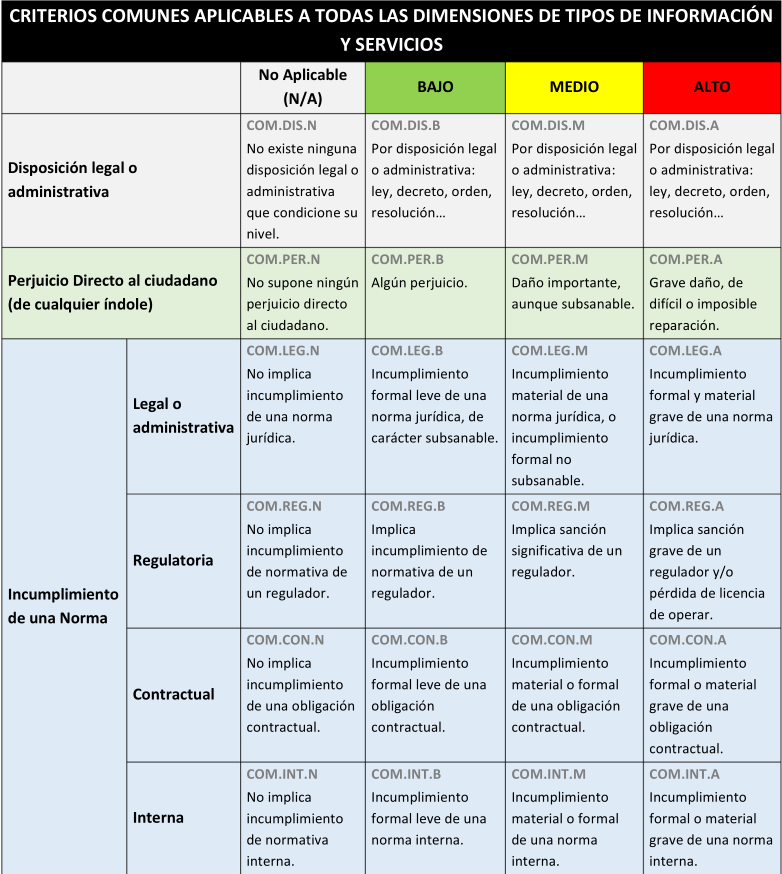 CRITERIOS COMUNES APLICABLES A TODAS LAS DIMENSIONES DE TIPOS DE INFORMACIÓN
Y SERVICIOS
No Aplicable
(N/A)
BAJO
MEDIO
ALTO
Disposición legal o
administrativa
COM.DIS.N
No existe ninguna
disposición legal o
administrativa
que condicione su
nivel.
COM.DIS.B
Por disposición legal
o administrativa:
ley, decreto, orden,
resolución…
COM.DIS.M
Por disposición legal
o administrativa:
ley, decreto, orden,
resolución…
COM.DIS.A
Por disposición legal
o administrativa:
ley, decreto, orden,
resolución…
Perjuicio Directo al ciudadano
(de cualquier índole)
COM.PER.N
No supone ningún
perjuicio directo
al ciudadano.
COM.PER.B
Algún perjuicio.
COM.PER.M
Daño importante,
aunque subsanable.
COM.PER.A
Grave daño, de
difícil o imposible
reparación.
Incumplimiento
de una Norma
Legal o
administrativa
COM.LEG.N
No implica
incumplimiento
de una norma
jurídica.
COM.LEG.B
Incumplimiento
formal leve de una
norma jurídica, de
carácter subsanable.
COM.LEG.M
Incumplimiento
material de una
norma jurídica, o
incumplimiento
formal no
subsanable.
COM.LEG.A
Incumplimiento
formal y material
grave de una norma
jurídica.
Regulatoria
COM.REG.N
No implica
incumplimiento
de normativa de
un regulador.
COM.REG.B
Implica
incumplimiento de
normativa de un
regulador.
COM.REG.M
Implica sanción
significativa de un
regulador.
COM.REG.A
Implica sanción
grave de un
regulador y/o
pérdida de licencia
de operar.
Contractual
COM.CON.N
No implica
incumplimiento
de una obligación
contractual.
COM.CON.B
Incumplimiento
formal leve de una
obligación
contractual.
COM.CON.M
Incumplimiento
material o formal
de una obligación
contractual.
COM.CON.A
Incumplimiento
formal o material
grave de una
obligación
contractual.
Interna
COM.INT.N
No implica
incumplimiento
de normativa
interna.
COM.INT.B
Incumplimiento
formal leve de una
norma interna.
COM.INT.M
Incumplimiento
material o formal
de una norma
interna.
COM.INT.A
Incumplimiento
formal o material
grave de una norma
interna.